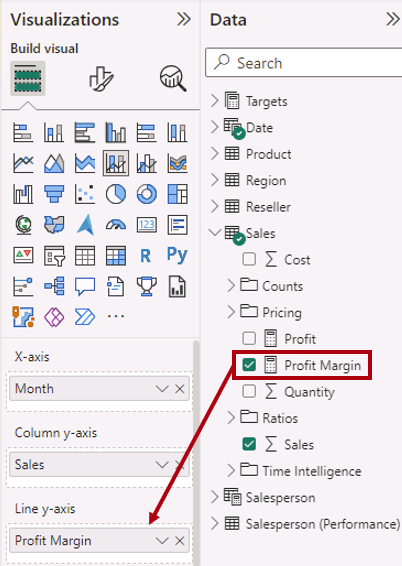 Visualizations
Build visual
123
R
Py
X-axis
Month
Column y-axis
Sales
Line y-axis
Profit Margin
Data
Search
Targets
Date
Product
Region
Reseller
Sales
Cost
Counts
Pricing
Profit
Profit Margin
Quantity
Ratios
Sales
Time Intelligence
Salesperson
Salesperson (Performance)